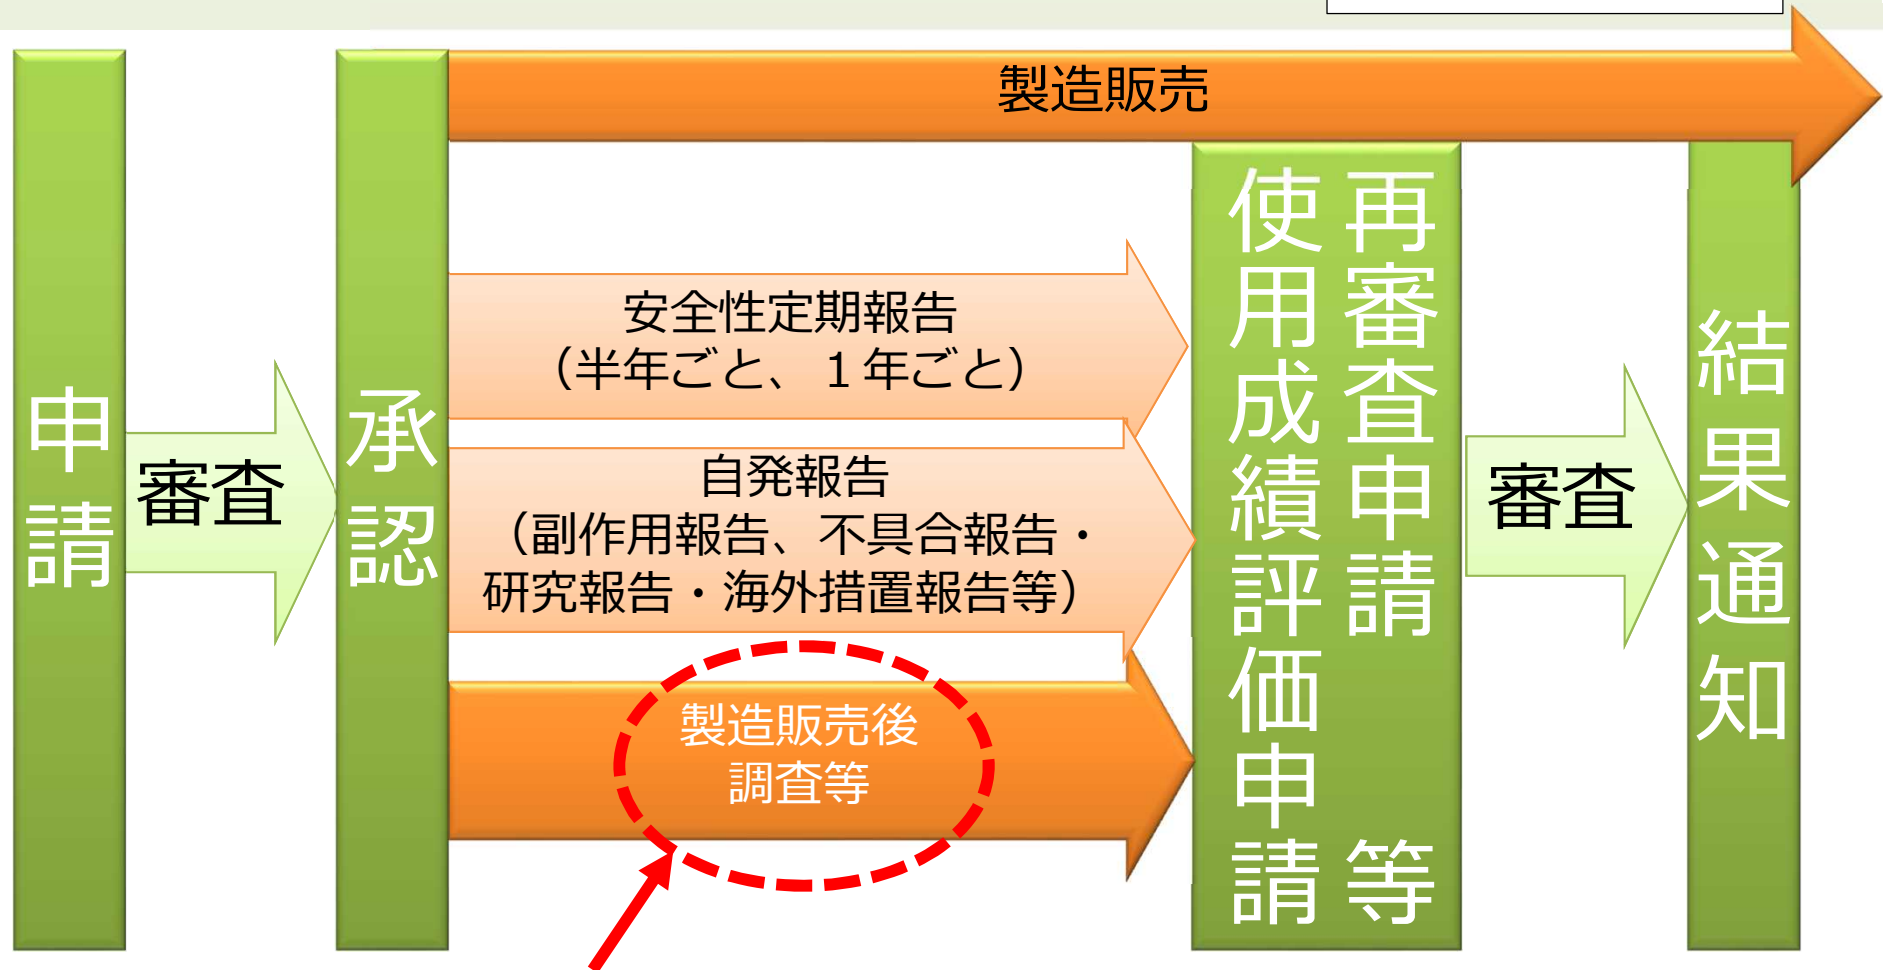 製造販売
申請
審査
承認
安全性定期報告
（半年ごと、１年ごと）
自発報告
（副作用報告、不具合報告・
研究報告・海外措置報告等）
製造販売後
調査等
再審査申請　等
使用成績評価申請
審査
結果通知